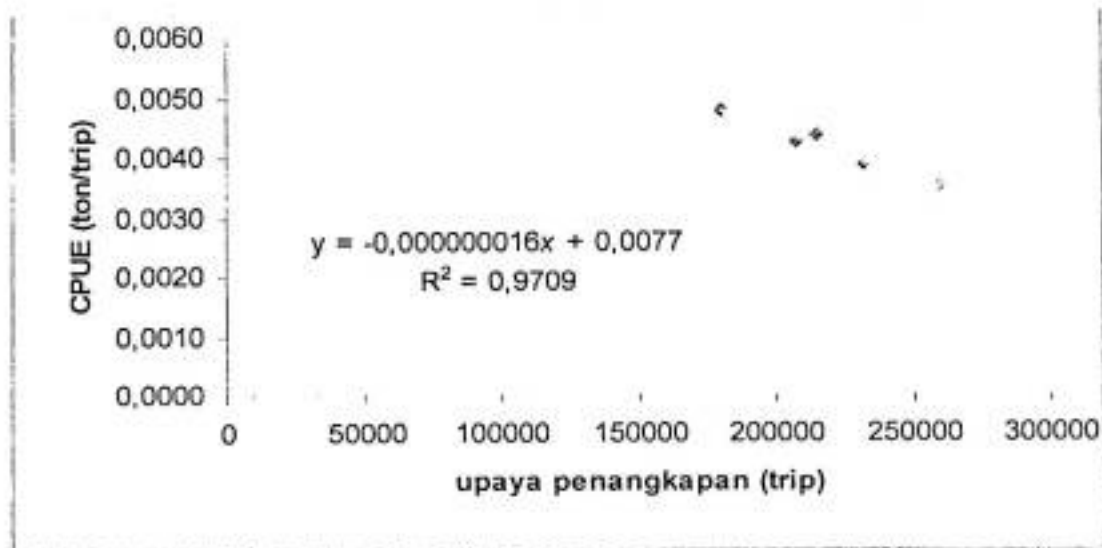 0,0060
0,0050
0,0040
0,0030
0,0020
0,0010
0,0000
CPUE (ton/trip)
y = -0,000000016x + 0,0077
R² = 0,9709
0 50000 100000 150000 200000 250000 300000
upaya penangkapan (trip)